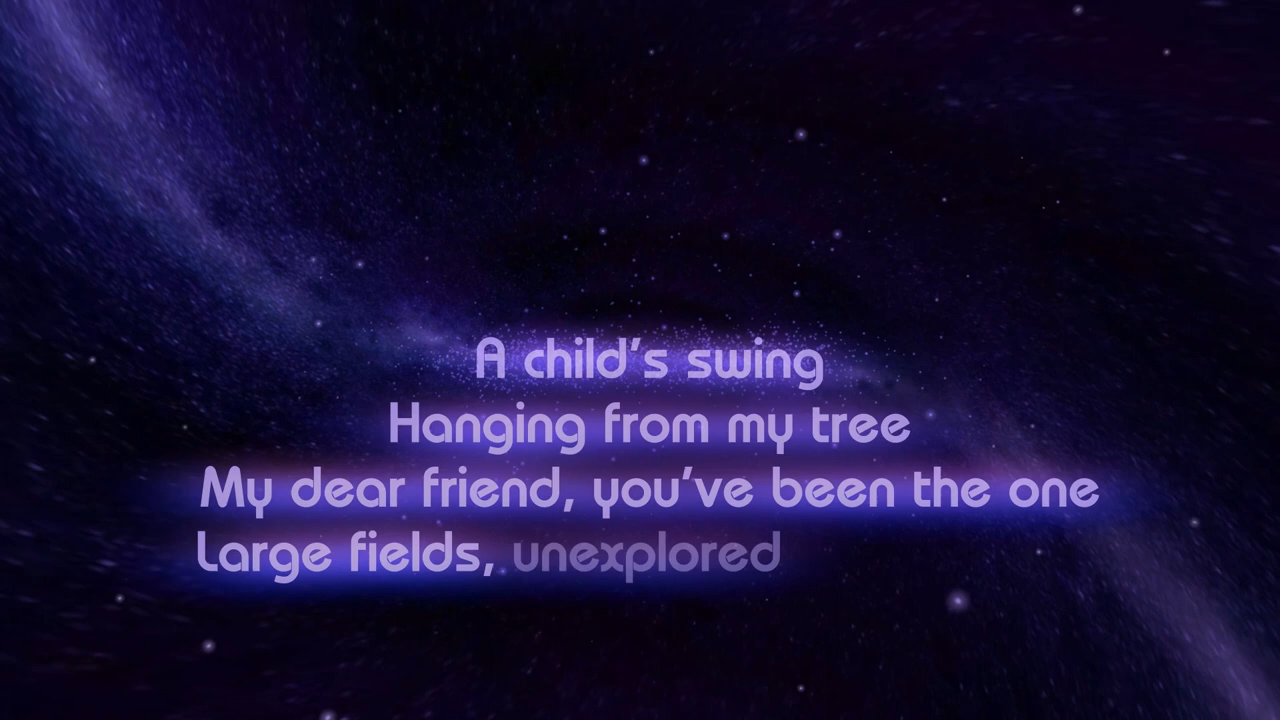 A child's swing
Hanging from my tree
My dear friend, you've been the one
Large fields, unexplored